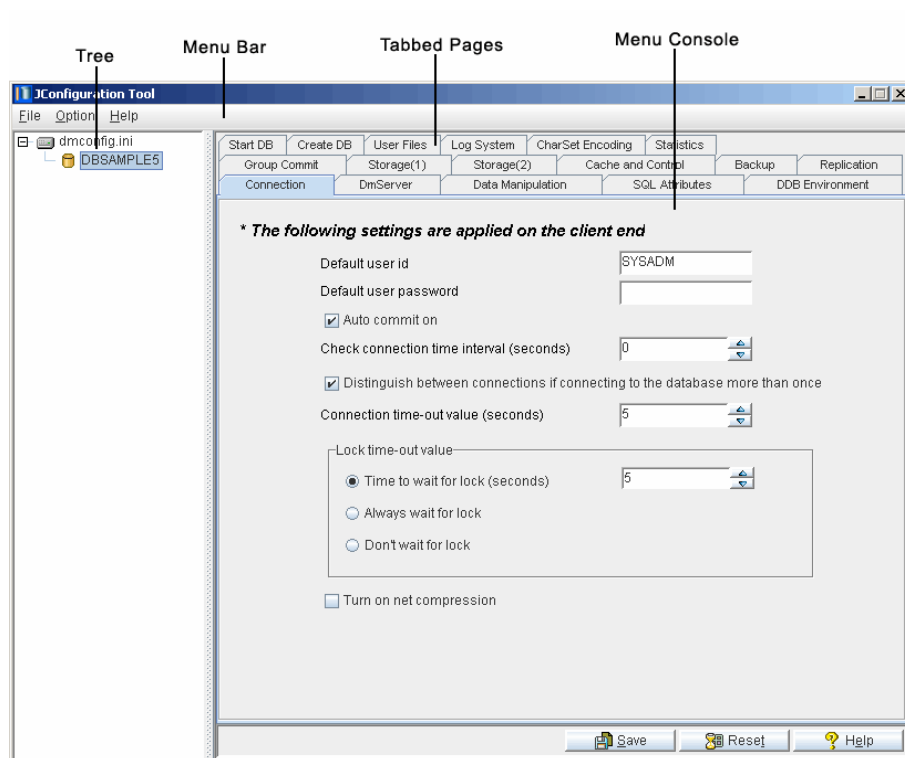 Tree Menu Bar Tabbed Pages Menu Console
JConfiguration Tool
File Option Help
dmconfig.ini
DBSAMPLE5
Start DB Create DB User Files Log System CharSet Encoding Statistics
Group Commit Storage(1) Storage(2) Cache and Control Backup Replication
Connection DmServer Data Manipulation SQL Attributes DDB Environment
* The following settings are applied on the client end
Default user id SYSADM
Default user password
Auto commit on
Check connection time interval (seconds) 0
Distinguish between connections if connecting to the database more than once
Connection time-out value (seconds) 5
Lock time-out value
Time to wait for lock (seconds) 5
Always wait for lock
Don't wait for lock
Turn on net compression
Save Reset Help